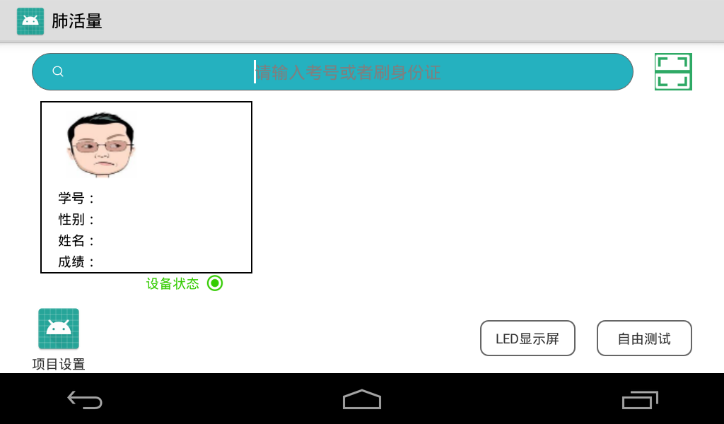 肺活量
请输入考号或者刷身份证
学号：
性别：
姓名：
成绩：
设备状态
项目设置
LED显示屏
自由测试